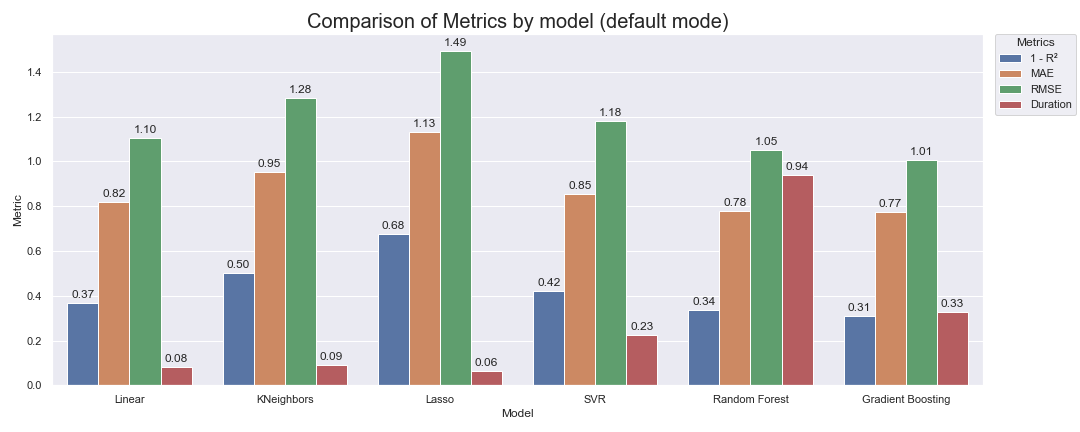 Comparison of Metrics by model (default mode)
Metrics
1 - R²
MAE
RMSE
Duration
Metric
1.4
1.2
1.0
0.8
0.6
0.4
0.2
0.0
0.37
0.82
1.10
0.08
0.50
0.95
1.28
0.09
0.68
1.13
1.49
0.06
0.42
0.85
1.18
0.23
0.34
0.78
1.05
0.94
0.31
0.77
1.01
0.33
Linear
KNeighbors
Lasso
SVR
Random Forest
Gradient Boosting
Model